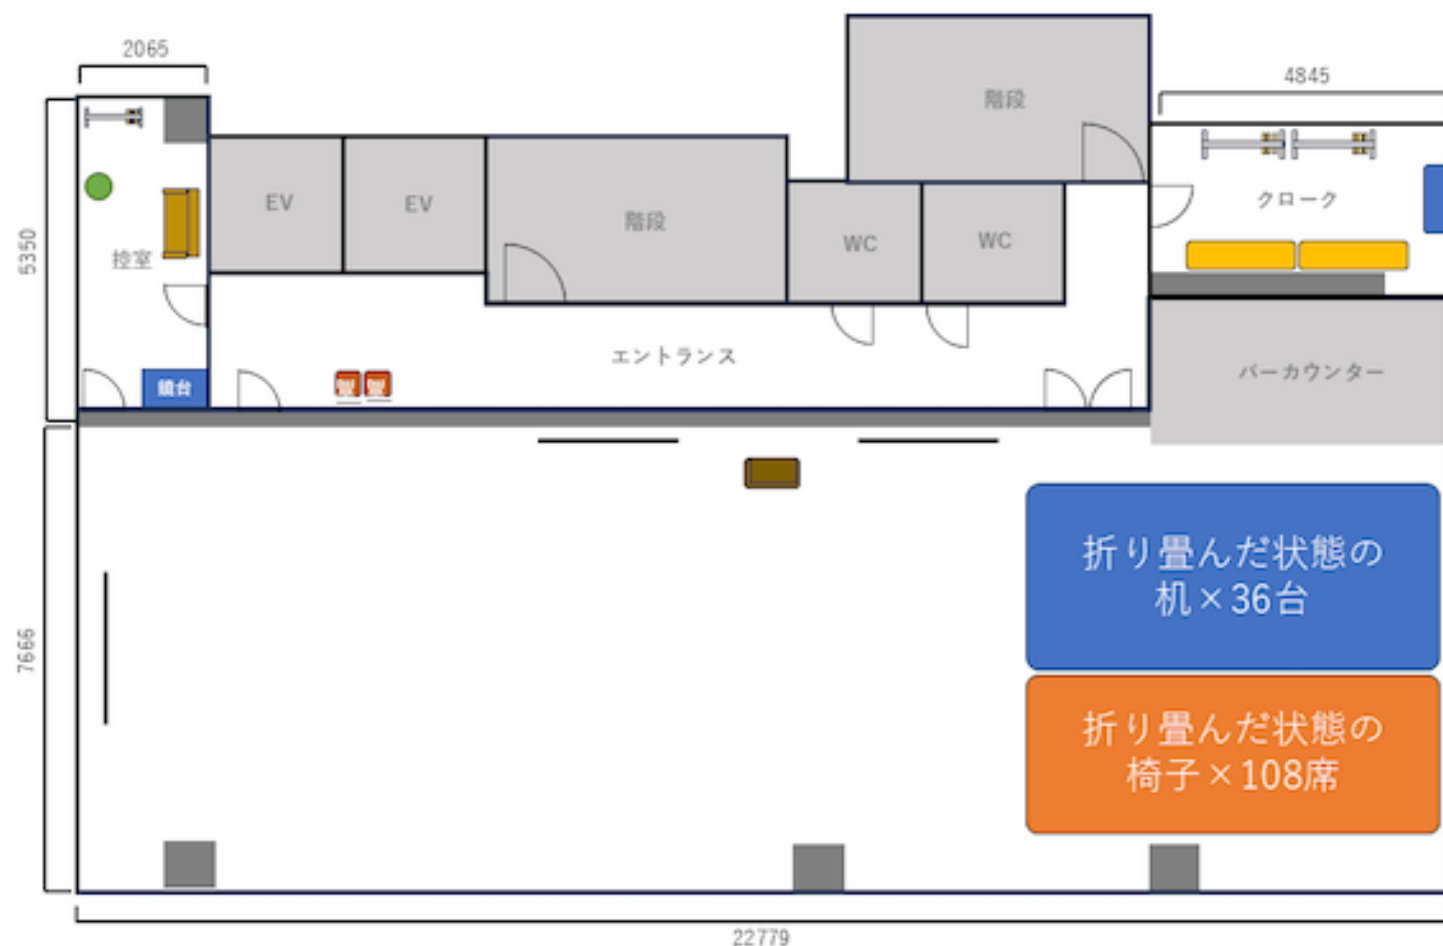 2065
4845
階段
EV
EV
階段
WC
WC
クローク
5350
控室
エントランス
バーカウンター
鏡台
折り畳んだ状態の
机×36台
7666
折り畳んだ状態の
椅子×108席
22779